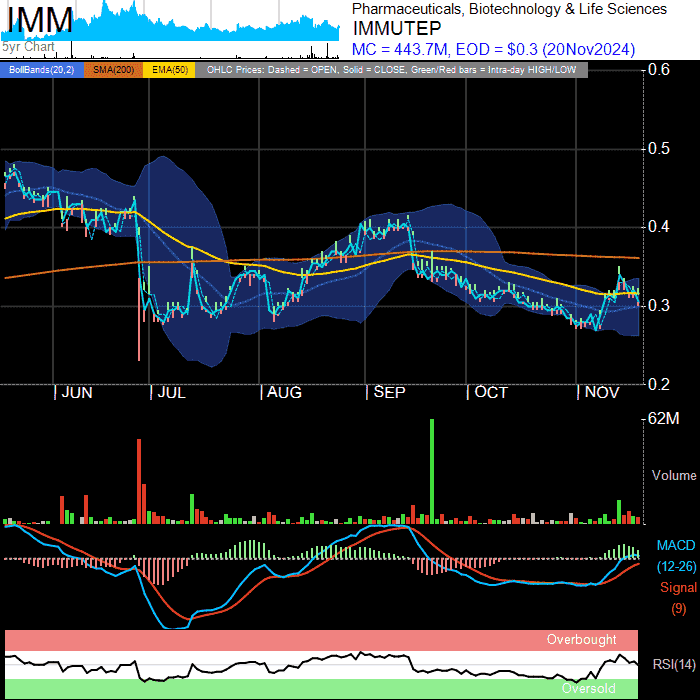 IMM
5yr Chart
Pharmaceuticals, Biotechnology & Life Sciences
IMMUTEP
MC = 443.7M, EOD = $0.3 (20Nov2024)
BollBands(20,2) SMA(200) EMA(50) OHLC Prices: Dashed = OPEN, Solid = CLOSE, Green/Red bars = Intra-day HIGH/LOW
0.6
0.5
0.4
0.3
0.2
| JUN | JUL | AUG | SEP | OCT | NOV
62M
Volume
MACD
(12-26)
Signal
(9)
Overbought
RSI(14)
Oversold